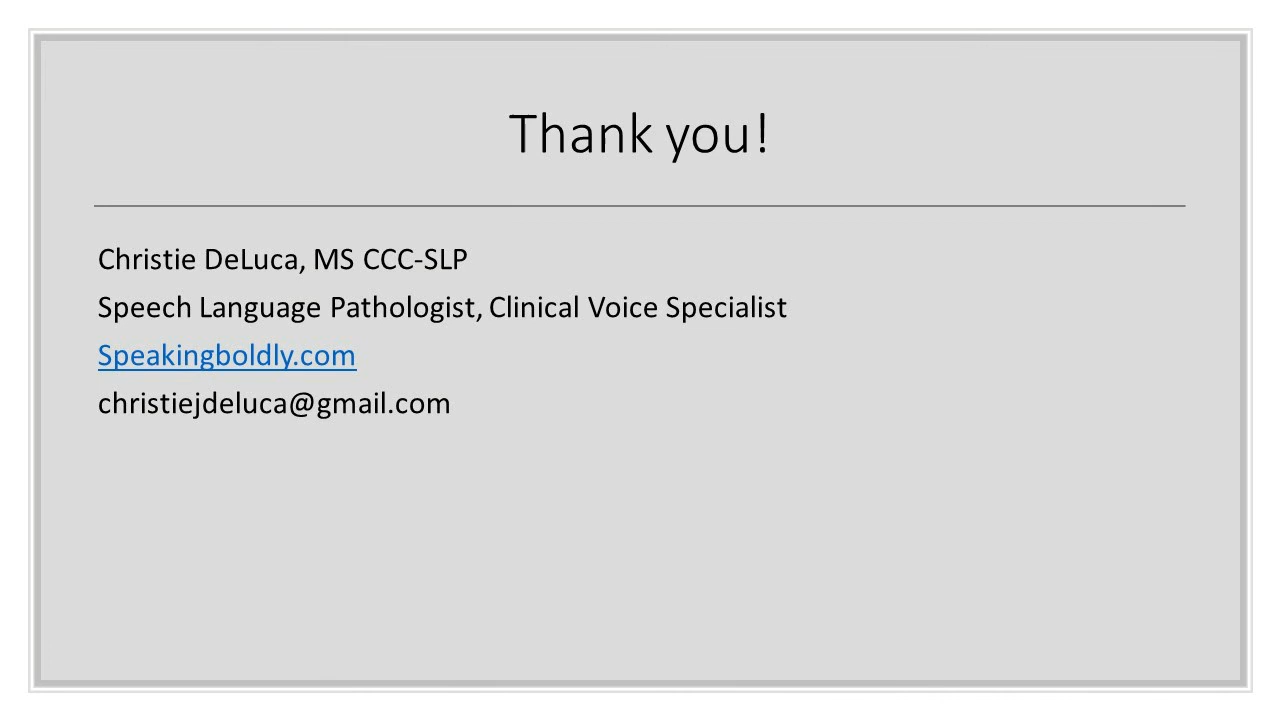 Thank you!
Christie DeLuca, MS CCC-SLP
Speech Language Pathologist, Clinical Voice Specialist
Speakingboldly.com
christiejdeluca@gmail.com